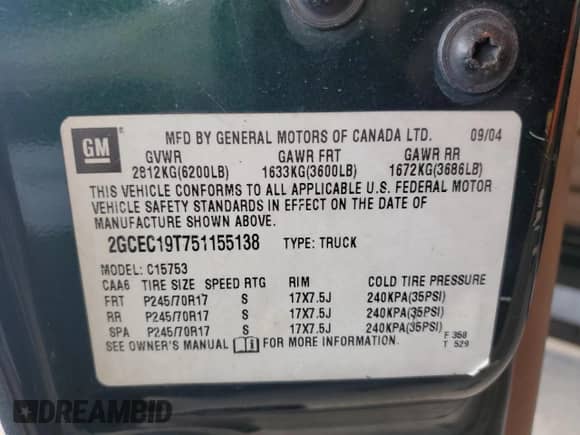 GM ®
MFD BY GENERAL MOTORS OF CANADA LTD. 09/04
GVWR GAWR FRT GAWR RR
2812KG(6200LB) 1633KG(3600LB) 1672KG(3686LB)
THIS VEHICLE CONFORMS TO ALL APPLICABLE U.S. FEDERAL MOTOR
VEHICLE SAFETY STANDARDS IN EFFECT ON THE DATE OF
MANUFACTURE SHOWN ABOVE.
2GCEC19T751155138 TYPE: TRUCK
MODEL: C15753
CAA6 TIRE SIZE SPEED RTG RIM COLD TIRE PRESSURE
FRT P245/70R17 S 17X7.5J 240KPA(35PSI)
RR P245/70R17 S 17X7.5J 240KPA(35PSI)
SPA P245/70R17 S 17X7.5J 240KPA(35PSI)
SEE OWNER'S MANUAL FOR MORE INFORMATION.
F 358
T 529
DREAMBID